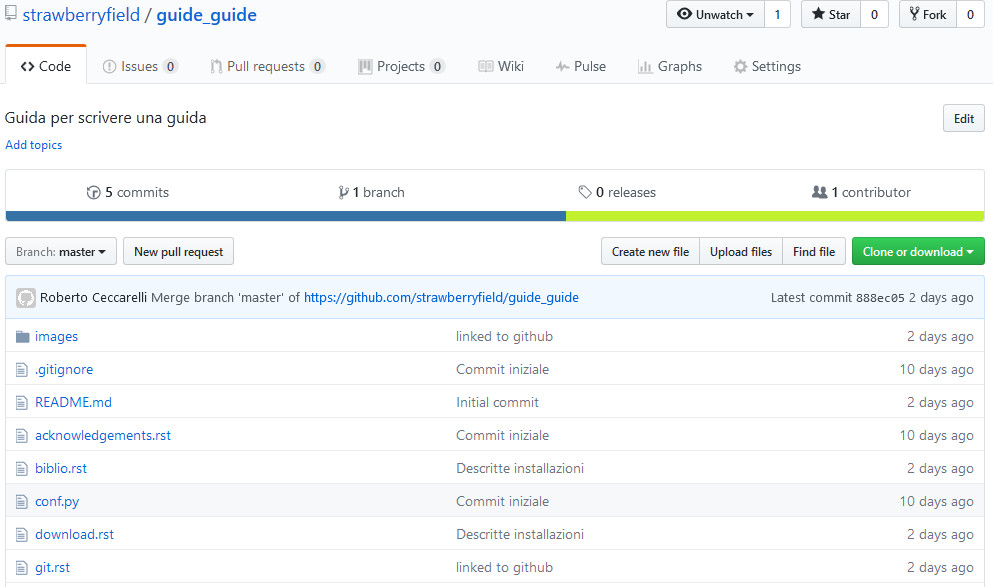 strawberryfield / guide_guide
Unwatch 1 Star 0 Fork 0
Code Issues 0 Pull requests 0 Projects 0 Wiki Pulse Graphs Settings
Guida per scrivere una guida
Edit
Add topics
5 commits 1 branch 0 releases 1 contributor
Branch: master New pull request Create new file Upload files Find file Clone or download
Roberto Ceccarelli Merge branch 'master' of https://github.com/strawberryfield/guide_guide Latest commit 888ec05 2 days ago
images linked to github 2 days ago
.gitignore Commit iniziale 10 days ago
README.md Initial commit 2 days ago
acknowledgements.rst Commit iniziale 10 days ago
biblio.rst Descritte installazioni 2 days ago
conf.py Commit iniziale 10 days ago
download.rst Descritte installazioni 2 days ago
git.rst linked to github 2 days ago